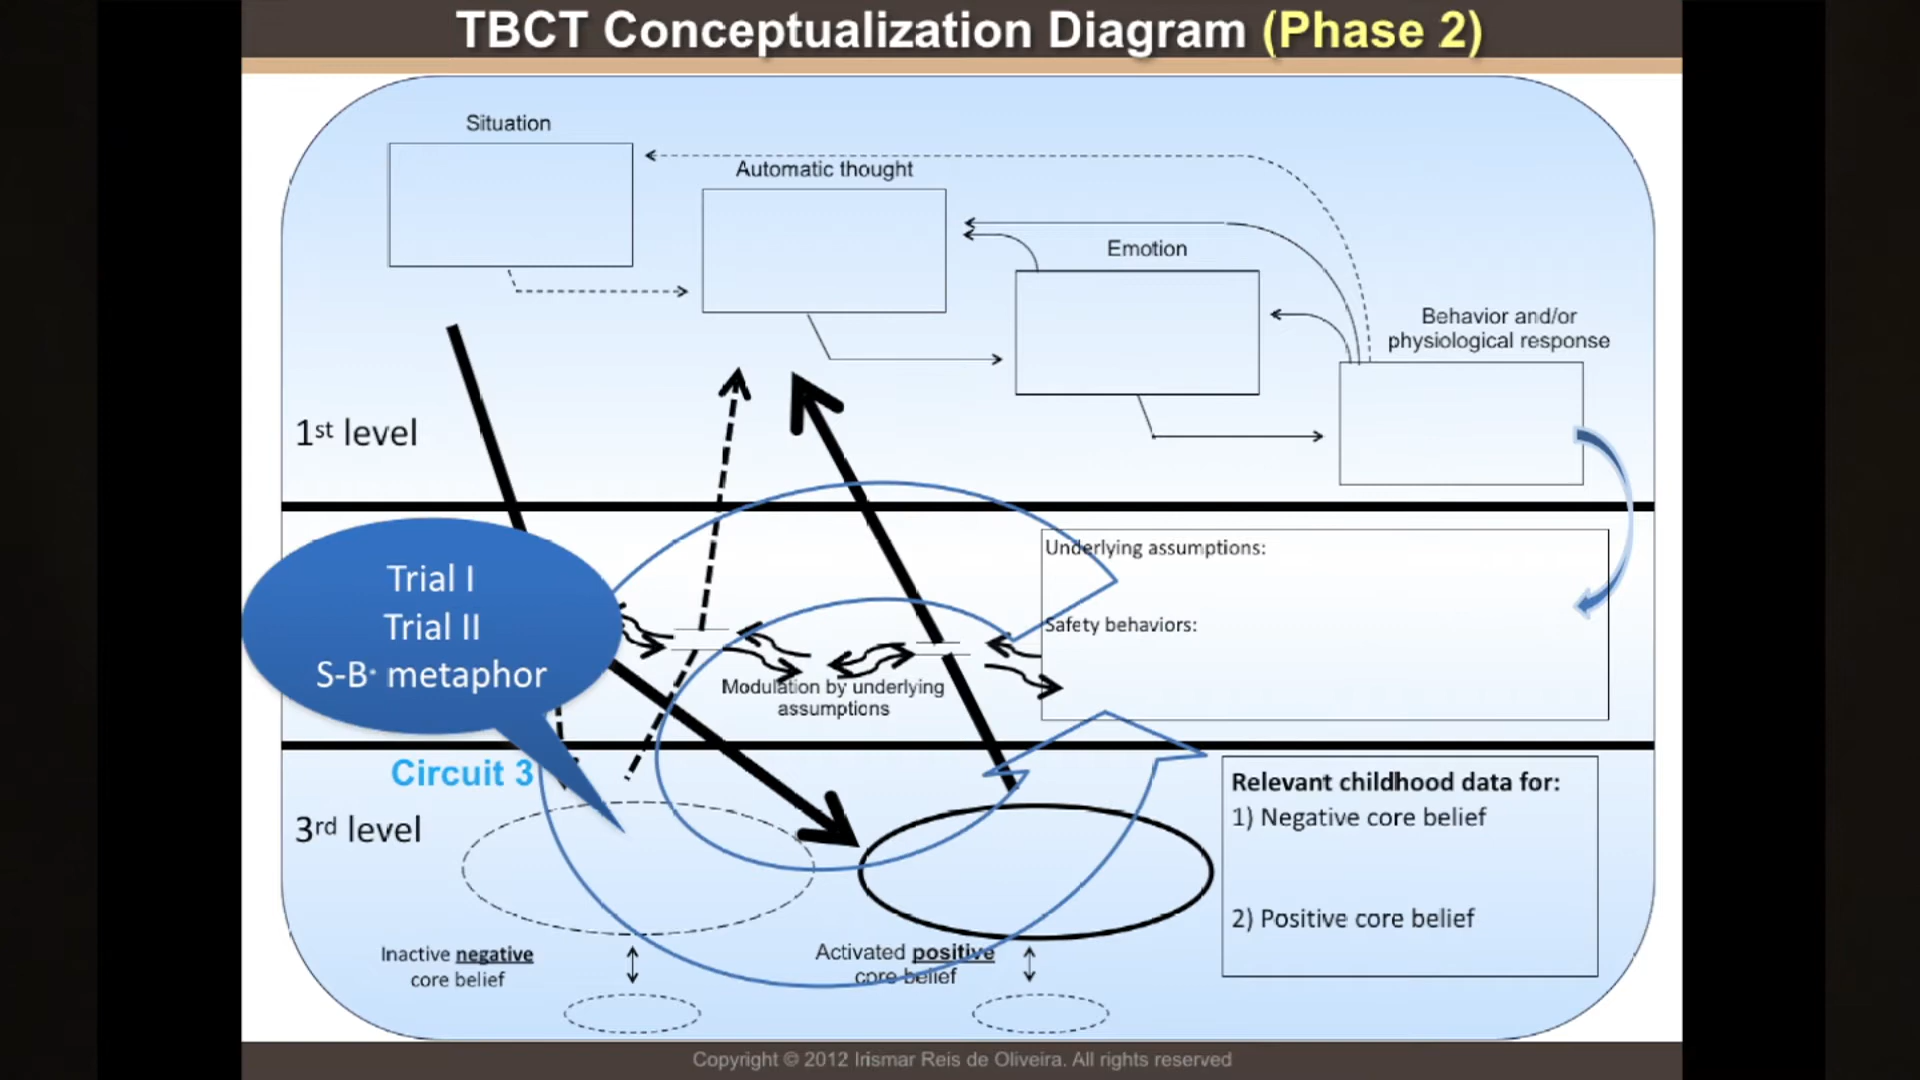 TBCT Conceptualization Diagram (Phase 2)
Situation
Automatic thought
Emotion
Behavior and/or
physiological response
1st level
Underlying assumptions:
Safety behaviors:
Trial I
Trial II
S-B· metaphor
Modulation by underlying
assumptions
Circuit 3
3rd level
Relevant childhood data for:
1) Negative core belief
2) Positive core belief
Inactive negative
core belief
Activated positive
core belief
Copyright © 2012 Irismar Reis de Oliveira. All rights reserved